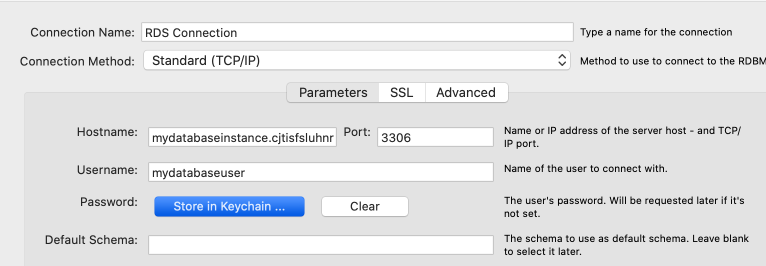 Connection Name: RDS Connection Type a name for the connection
Connection Method: Standard (TCP/IP) Method to use to connect to the RDBM
Parameters SSL Advanced
Hostname: mydatabaseinstance.cjtisfsluhnr Port: 3306 Name or IP address of the server host - and TCP/
IP port.
Username: mydatabaseuser Name of the user to connect with.
Password: Store in Keychain ... Clear The user's password. Will be requested later if it's
not set.
Default Schema: The schema to use as default schema. Leave blank
to select it later.